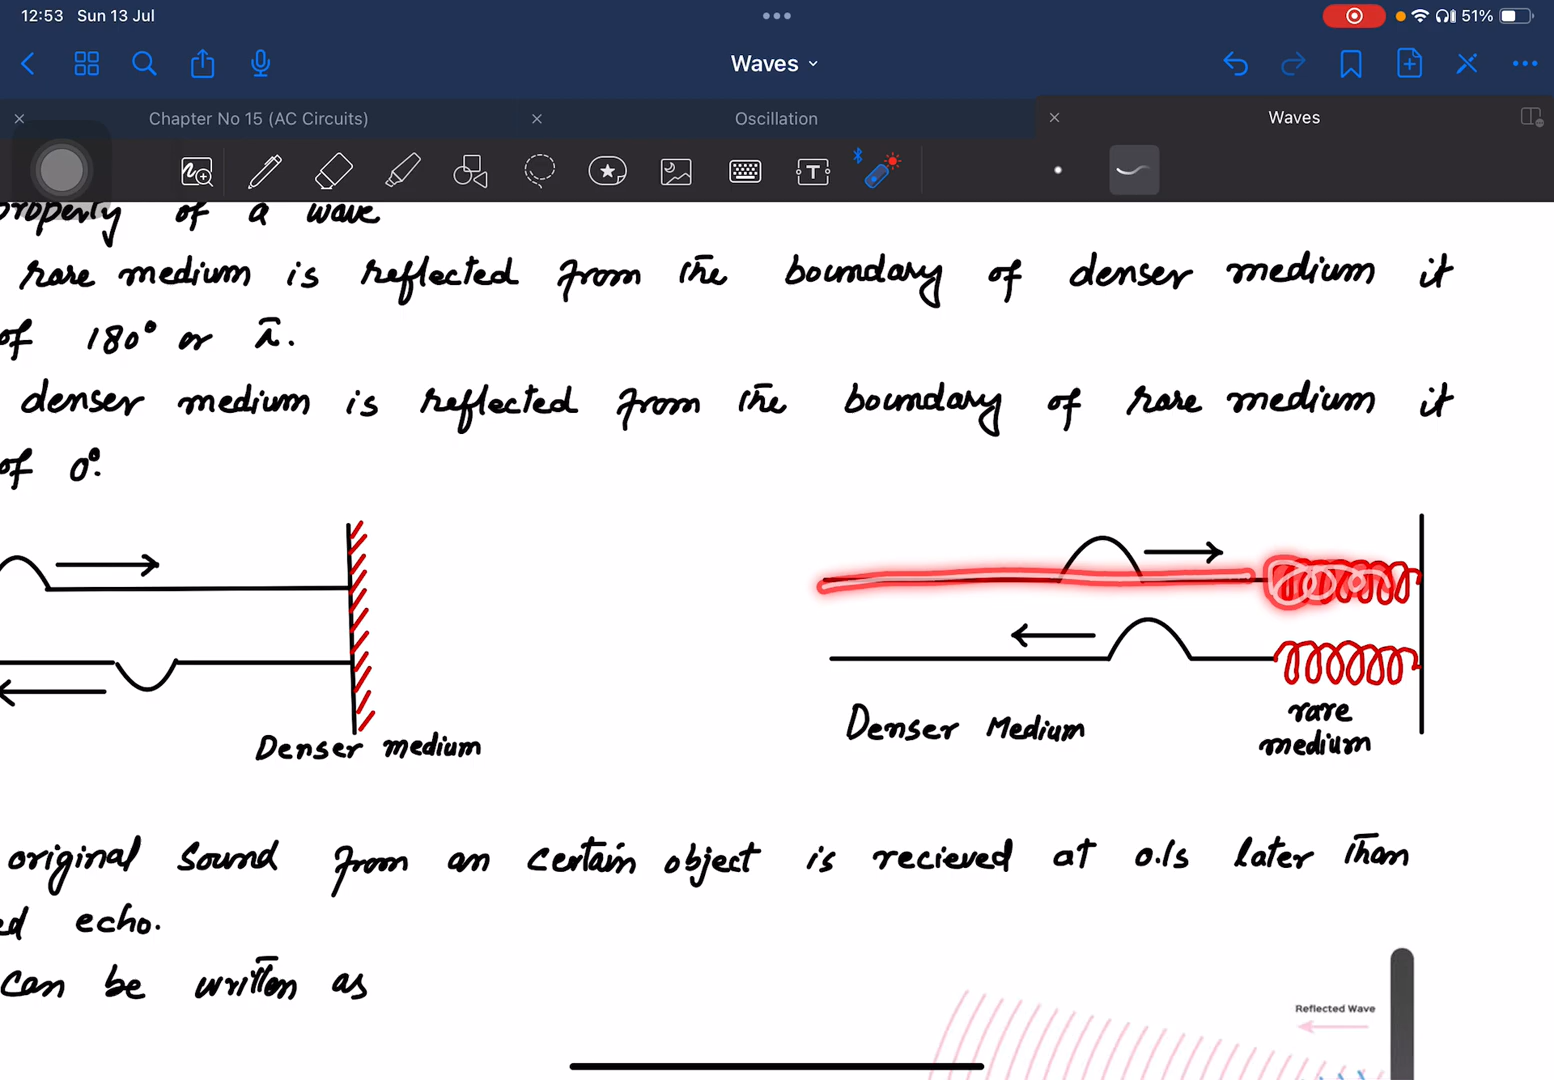 12:53 Sun 13 Jul
51%
Waves
Chapter No 15 (AC Circuits)
Oscillation
Waves
property of a wave
rare medium is reflected from the boundary of denser medium it
of 180° or π.
denser medium is reflected from the boundary of rare medium it
of 0°.
Denser medium
Denser Medium
rare
medium
original sound from an certain object is recieved at 0.1s later than
ed echo.
can be written as
Reflected Wave